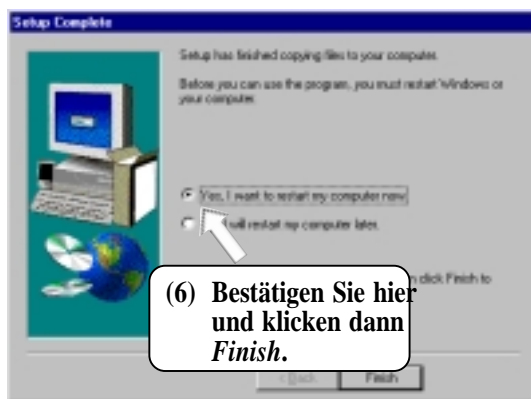 Setup Complete
Setup has finished copying files to your computer.
Before you can use the program, you must restart Windows or
your computer.
Yes, I want to restart my computer now.
will restart my computer later.
click Finish to
(6) Bestätigen Sie hier
und klicken dann
Finish.
< Back
Finish